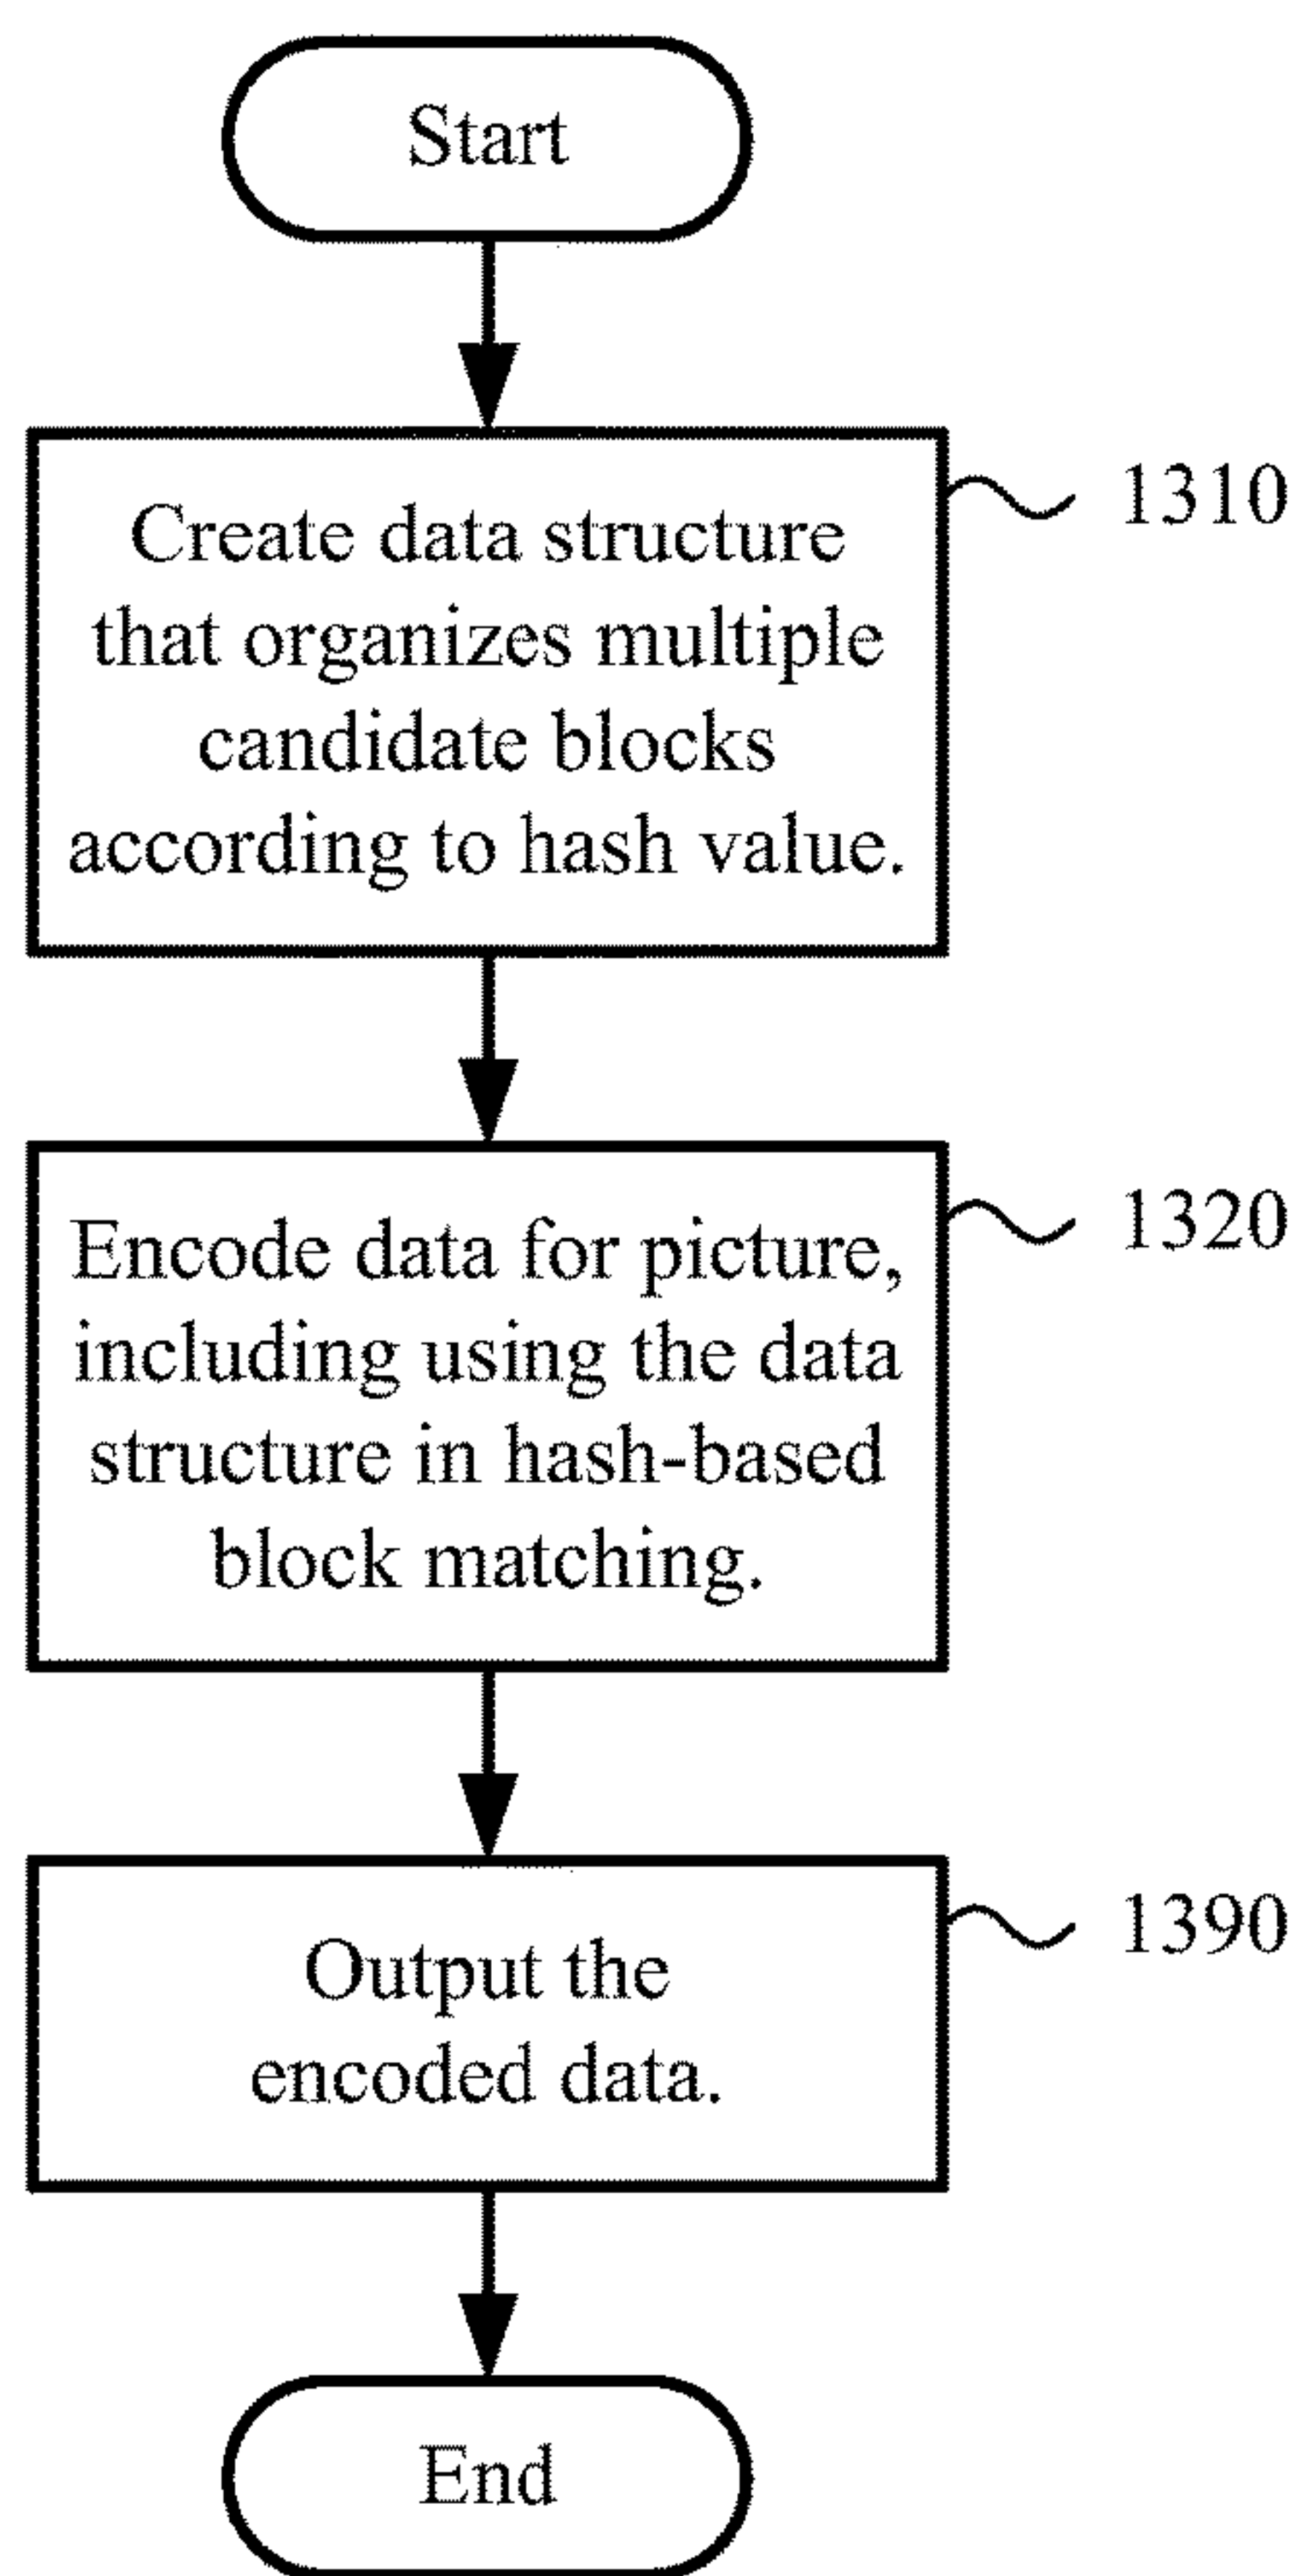 Start
Create data structure
1310
that organizes multiple
candidate blocks
according to hash value.
Encode data for picture,
1320
including using the data
structure in hash-based
block matching.
Output the
1390
encoded data.
End